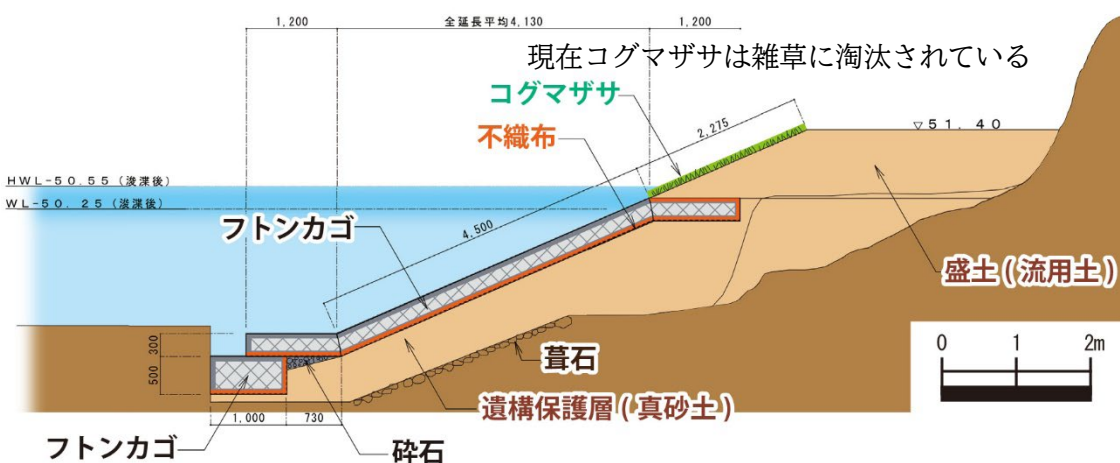 1,200
全延長平均4,130
1,200
現在コグマザサは雑草に淘汰されている
コグマザサ
2,275
▽51.40
不織布
HWL-50.55(浚渫後)
WL-50.25(浚渫後)
フトンカゴ
4,500
盛土(流用土)
300
500
葺石
0 1 2m
遺構保護層(真砂土)
1,000
730
フトンカゴ
砕石